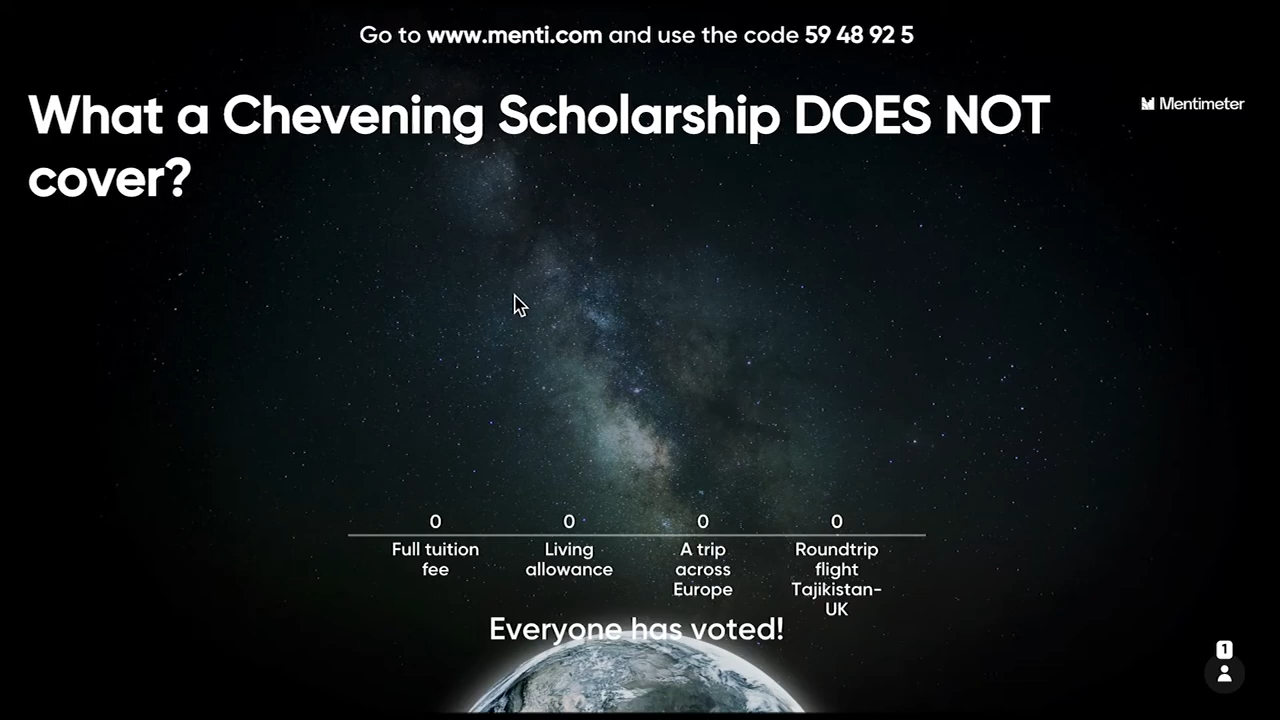 Go to www.menti.com and use the code 59 48 92 5
What a Chevening Scholarship DOES NOT
cover?
Mentimeter
0
0
0
0
Full tuition
fee
Living
allowance
A trip
across
Europe
Roundtrip
flight
Tajikistan-
UK
Everyone has voted!
1